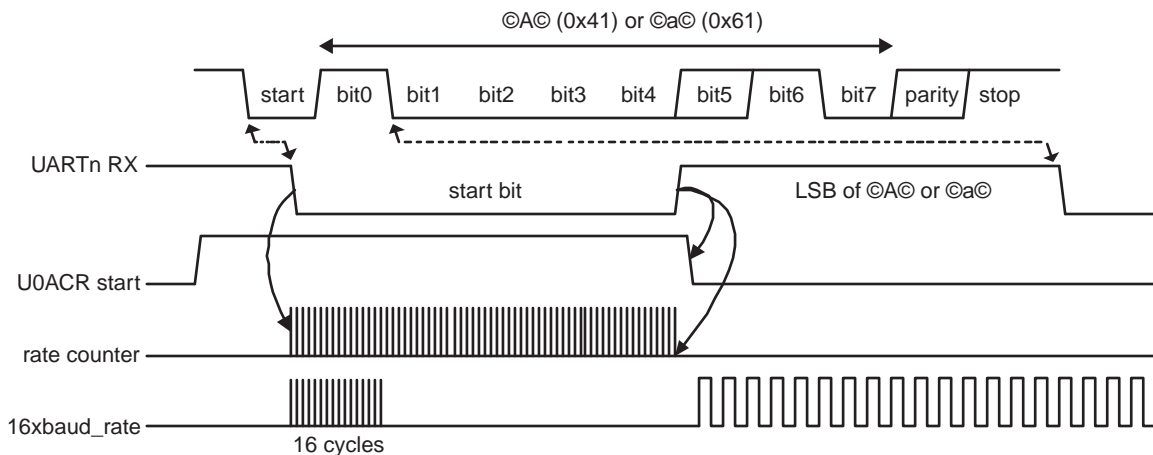 ©A© (0x41) or ©a© (0x61)
start bit0 bit1 bit2 bit3 bit4 bit5 bit6 bit7 parity stop
UARTn RX
start bit
LSB of ©A© or ©a©
U0ACR start
rate counter
16xbaud_rate
16 cycles